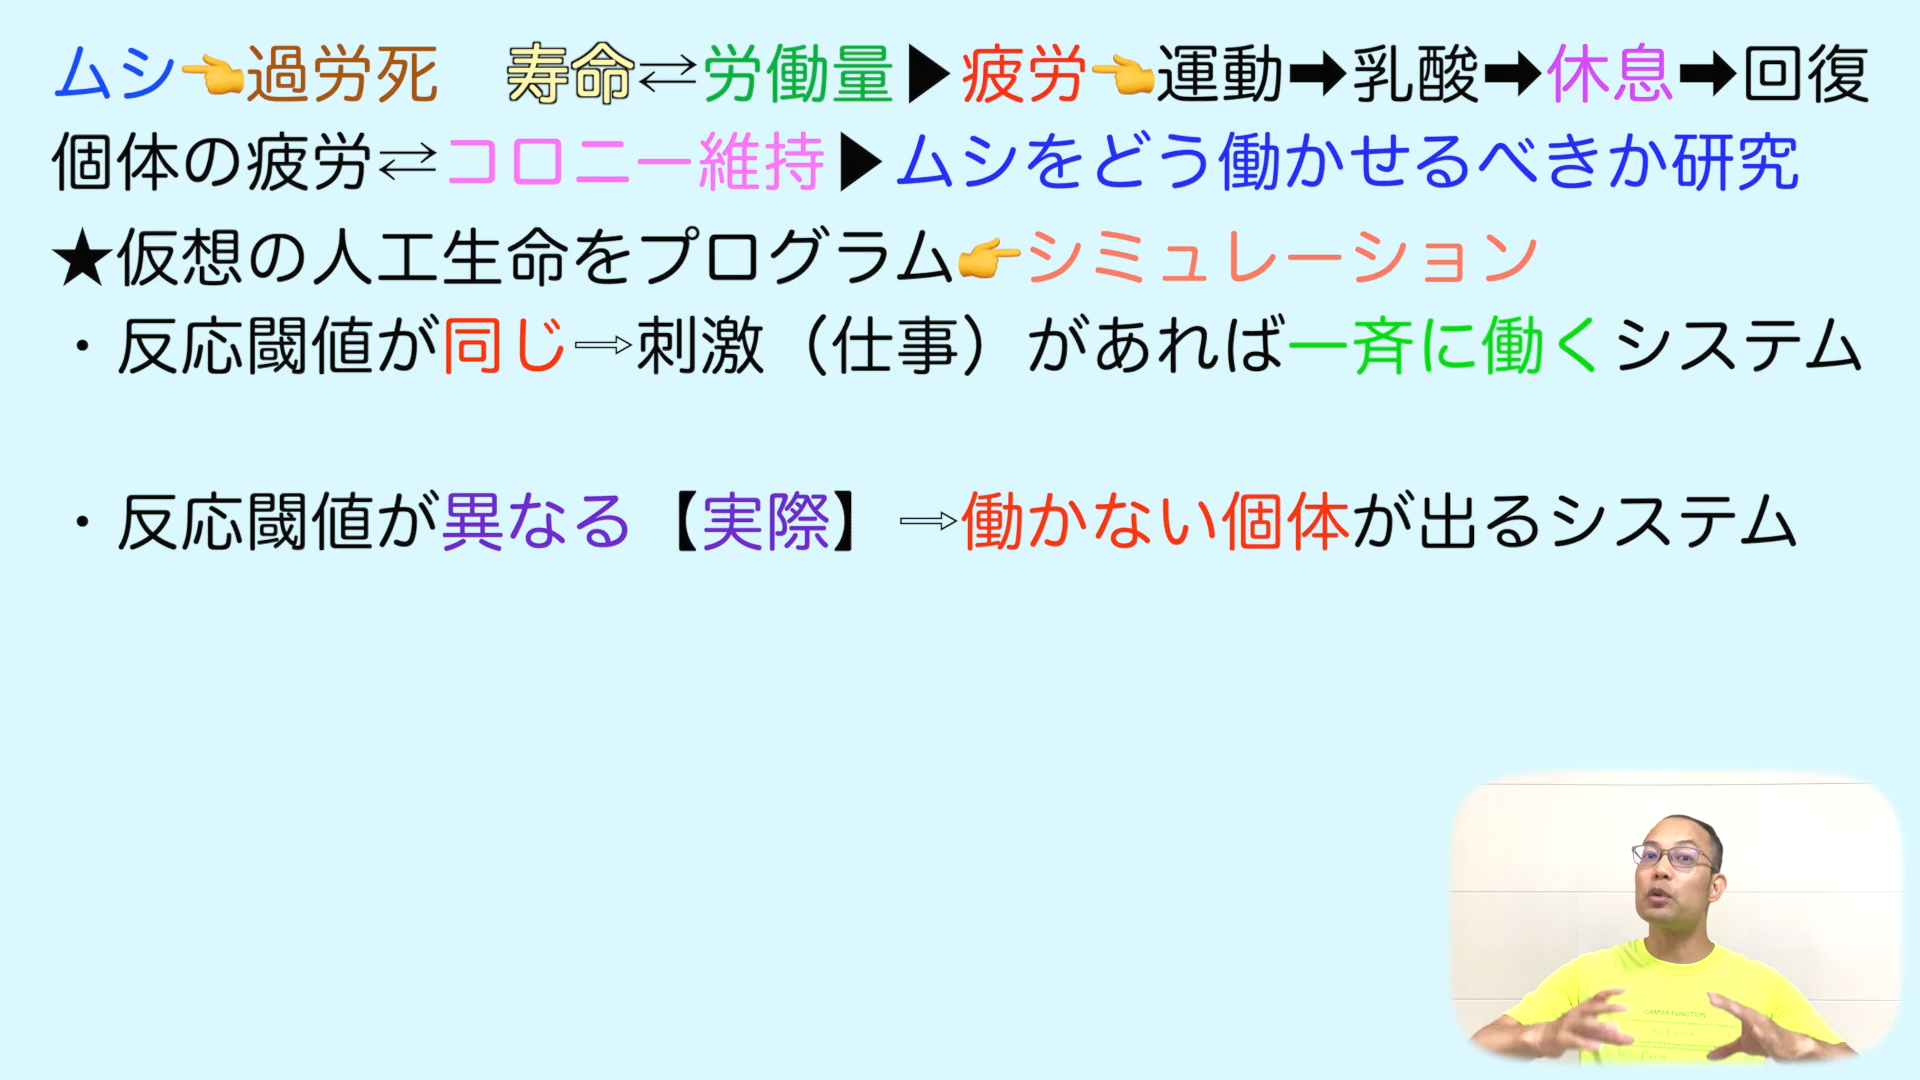 ムシ👈過労死　寿命⇄労働量▶疲労👈運動➡乳酸➡休息➡回復
個体の疲労⇄コロニー維持▶ムシをどう働かせるべきか研究
★仮想の人工生命をプログラム👉シミュレーション
・反応閾値が同じ⇨刺激（仕事）があれば一斉に働くシステム
・反応閾値が異なる【実際】⇨働かない個体が出るシステム
GAMMA FUNCTION